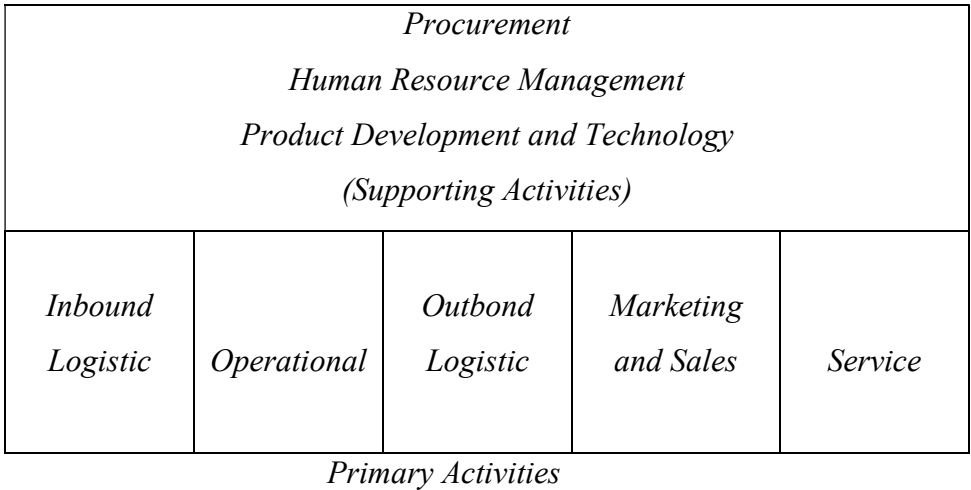 Procurement
Human Resource Management
Product Development and Technology
(Supporting Activities)
Inbound
Logistic
Operational
Outbond
Logistic
Marketing
and Sales
Service
Primary Activities